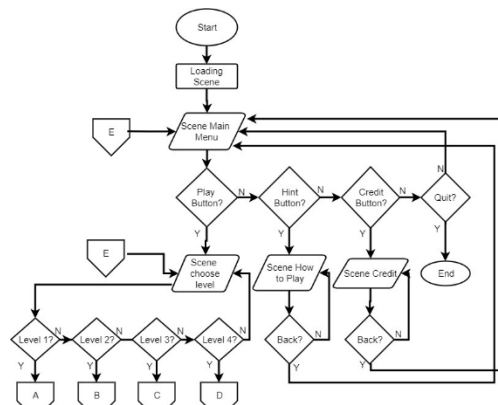 Start
Loading
Scene
E
Scene Main
Menu
N
Play
Button?
N
Hint
Button?
N
Credit
Button?
N
Quit?
Y
Y
Y
Y
E
Scene
choose
level
Scene How
to Play
Scene Credit
End
Level 1?
N
Level 2?
N
Level 3?
N
Level 4?
N
Back?
N
Back?
N
Y
Y
Y
Y
Y
Y
A
B
C
D